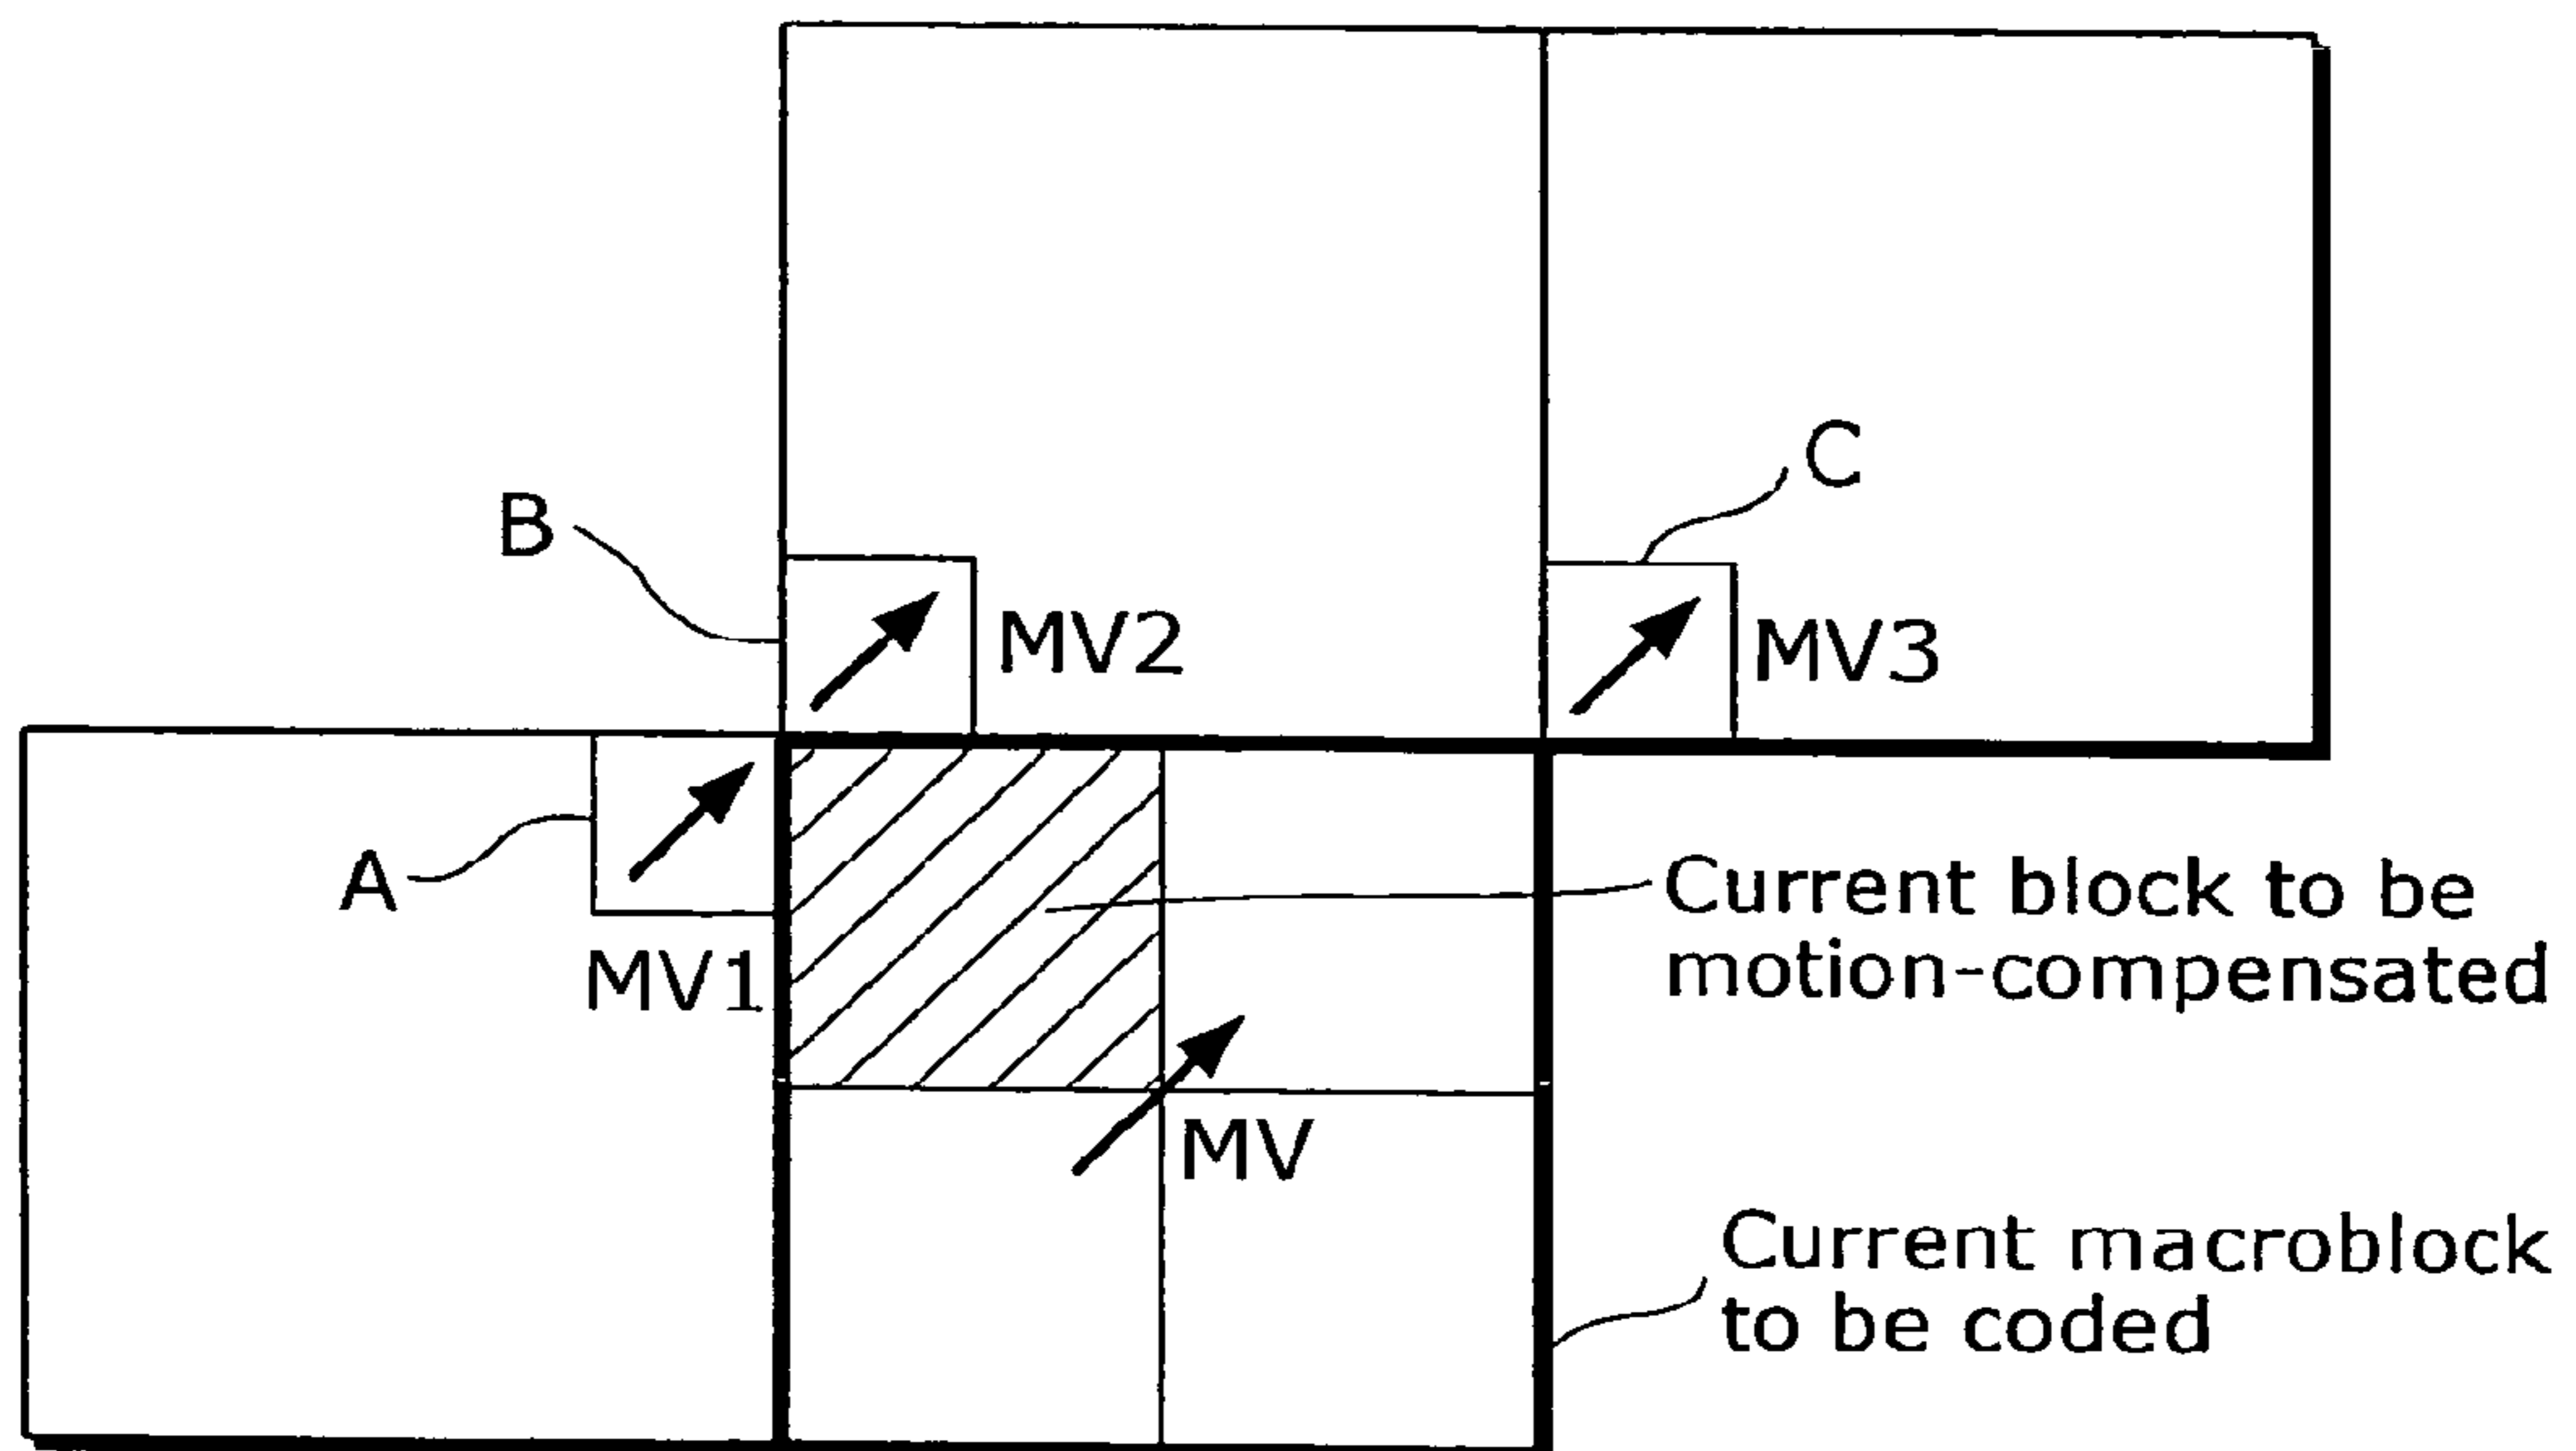 C
B
MV2
MV3
A
Current block to be
motion-compensated
MV1
MV
Current macroblock
to be coded